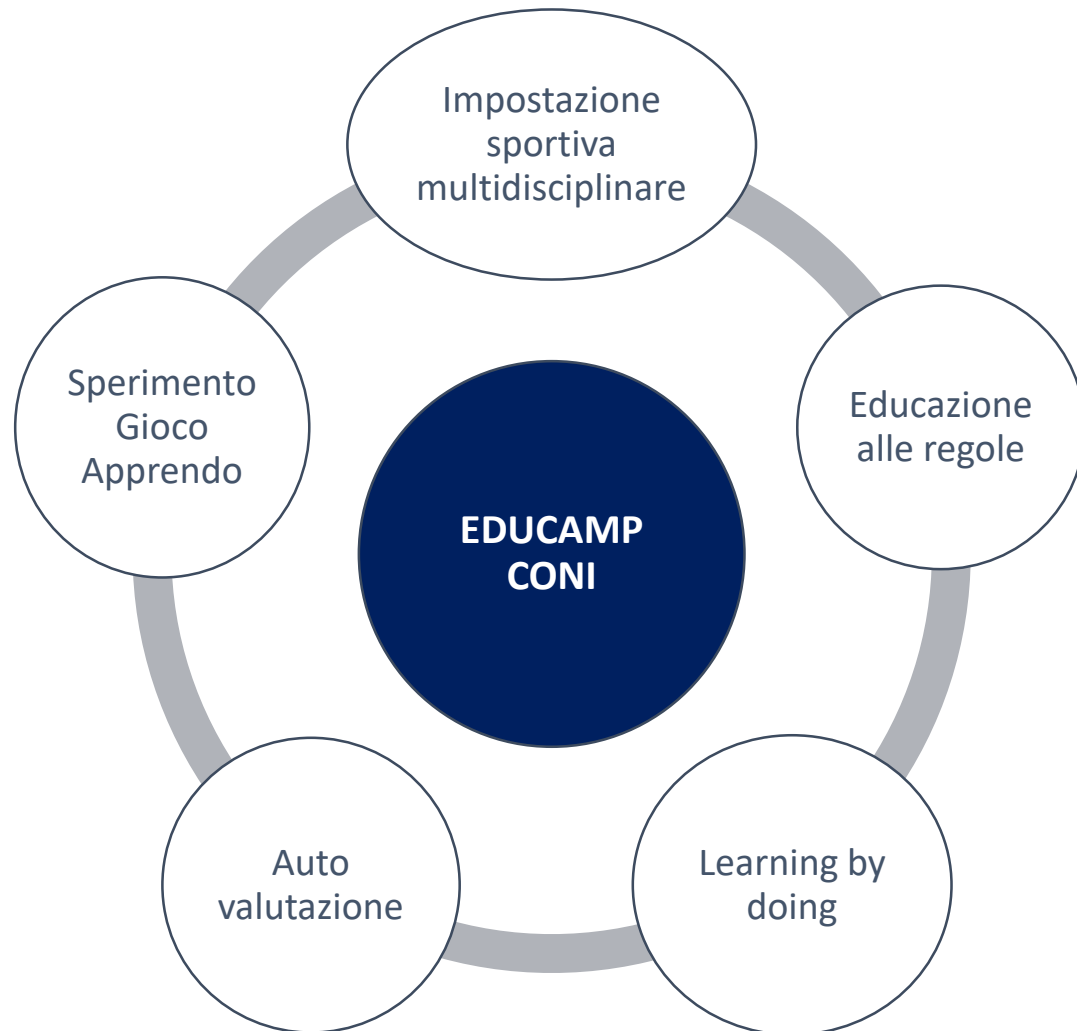 Impostazione
sportiva
multidisciplinare
Sperimento
Gioco
Apprendo
Educazione
alle regole
EDUCAMP
CONI
Auto
valutazione
Learning by
doing